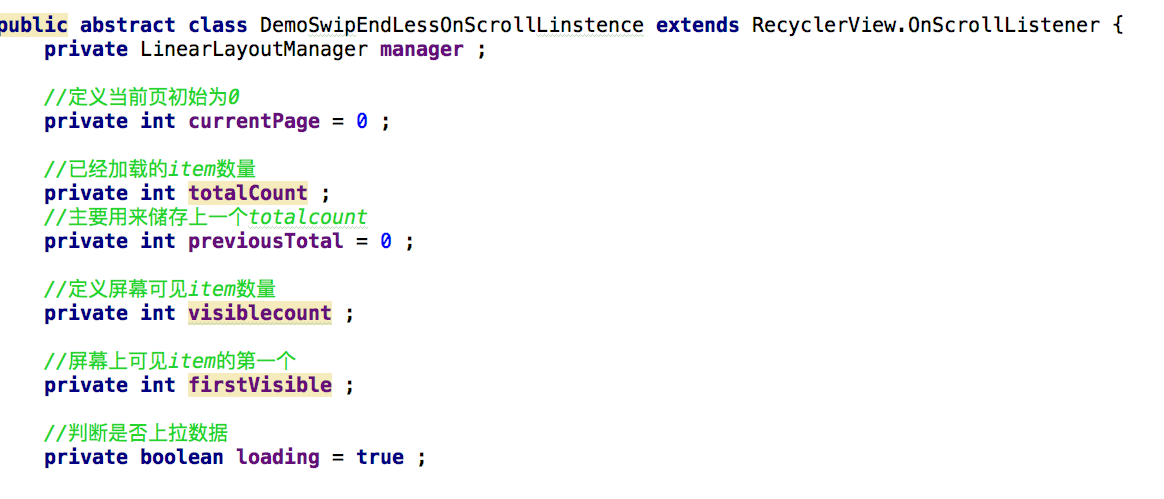 public abstract class DemoSwipEndLessOnScrollLinstence extends RecyclerView.OnScrollListener {
private LinearLayoutManager manager ;
//定义当前页初始为0
private int currentPage = 0 ;
//已经加载的item数量
private int totalCount ;
//主要用来储存上一个totalcount
private int previousTotal = 0 ;
//定义屏幕可见item数量
private int visiblecount ;
//屏幕上可见item的第一个
private int firstVisible ;
//判断是否上拉数据
private boolean loading = true ;